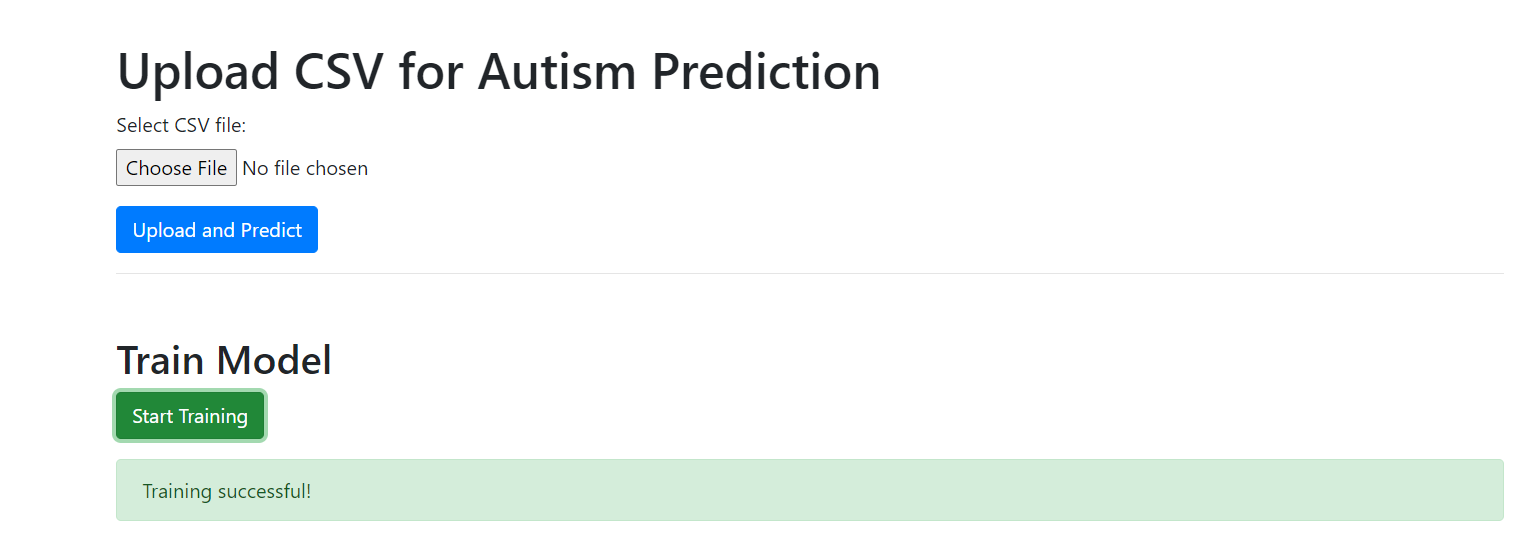 Upload CSV for Autism Prediction
Select CSV file:
Choose File No file chosen
Upload and Predict
Train Model
Start Training
Training successful!